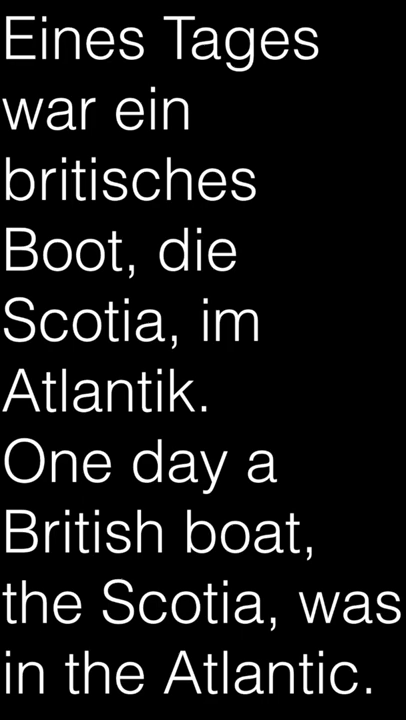 Eines Tages
war ein
britisches
Boot, die
Scotia, im
Atlantik.
One day a
British boat,
the Scotia, was
in the Atlantic.